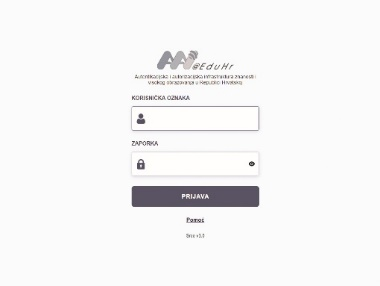 AAI@EduHr
Autentikacijska i autorizacijska infrastruktura znanosti i
visokog obrazovanja u Republici Hrvatskoj
KORISNIČKA OZNAKA
ZAPORKA
PRIJAVA
Pomoć